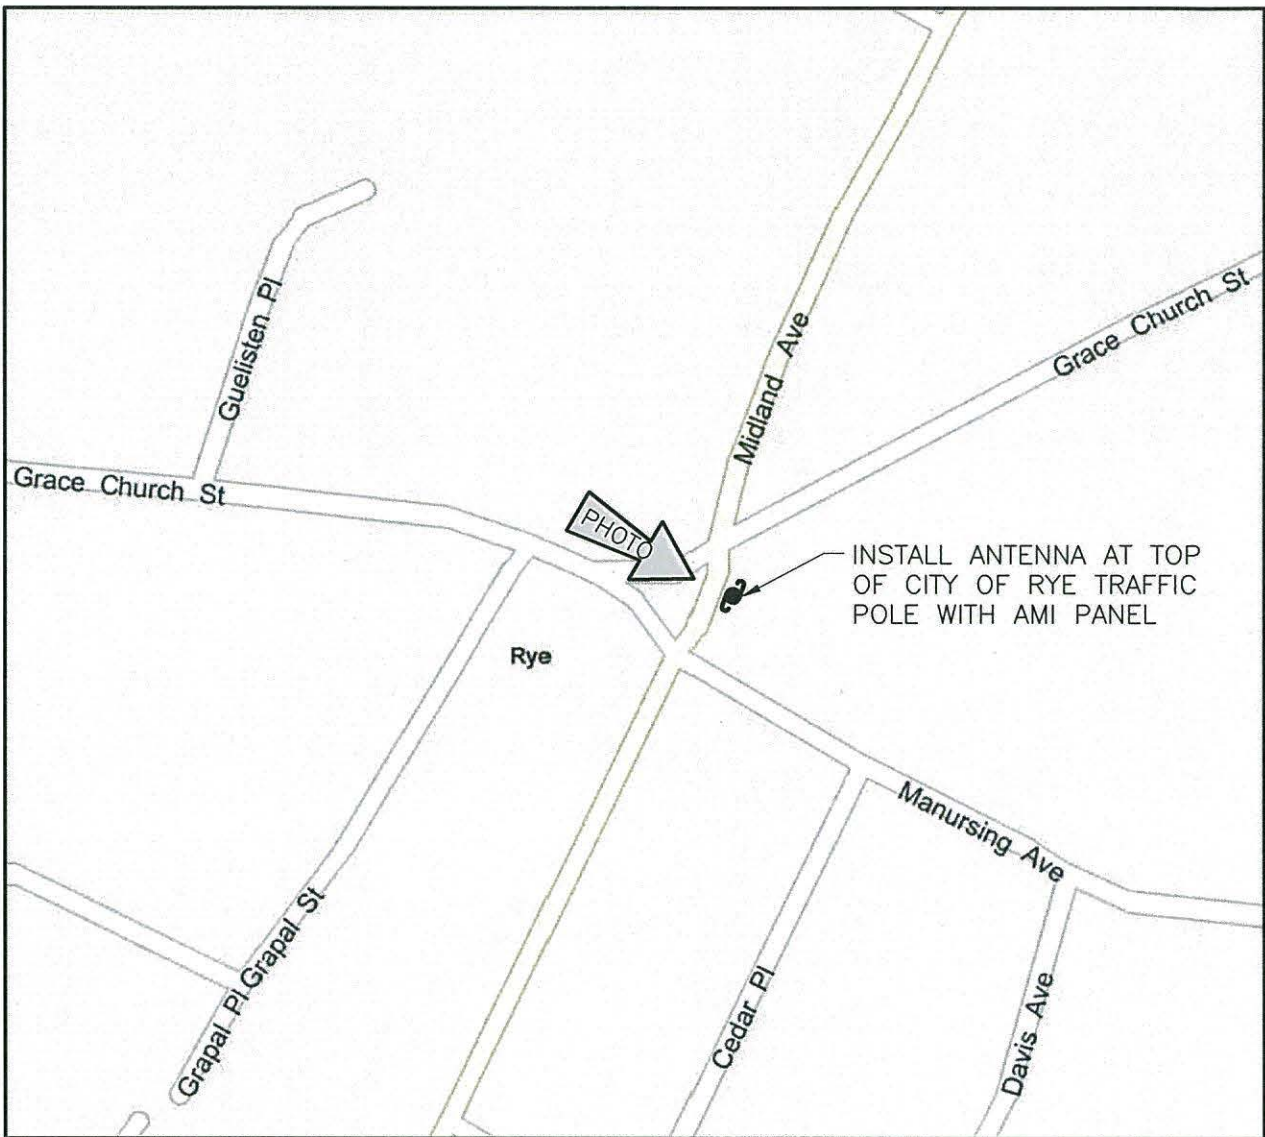 Guelisten Pl
Midland Ave
Grace Church St
Grace Church St
PHOTO
INSTALL ANTENNA AT TOP
OF CITY OF RYE TRAFFIC
POLE WITH AMI PANEL
Rye
Manursing Ave
Grapal St
Grapal Pl
Cedar Pl
Davis Ave